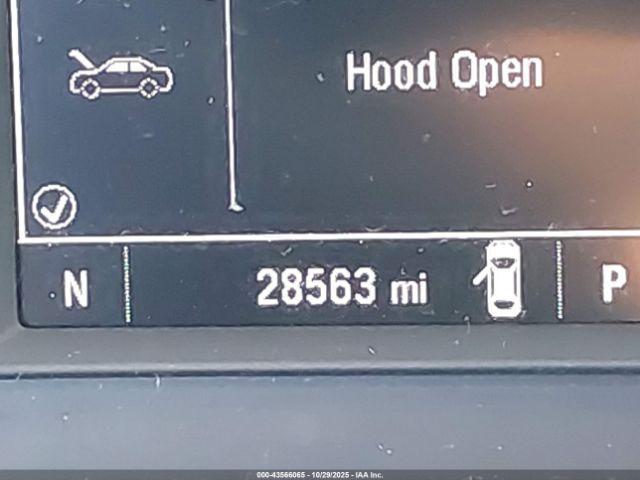 Hood Open
N 28563 mi P
000-43566065 - 10/29/2025 - IAA Inc.